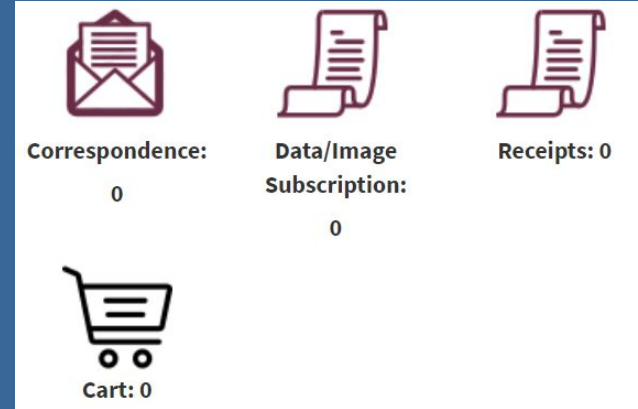 Correspondence:
0
Data/Image
Subscription:
0
Receipts: 0
Cart: 0